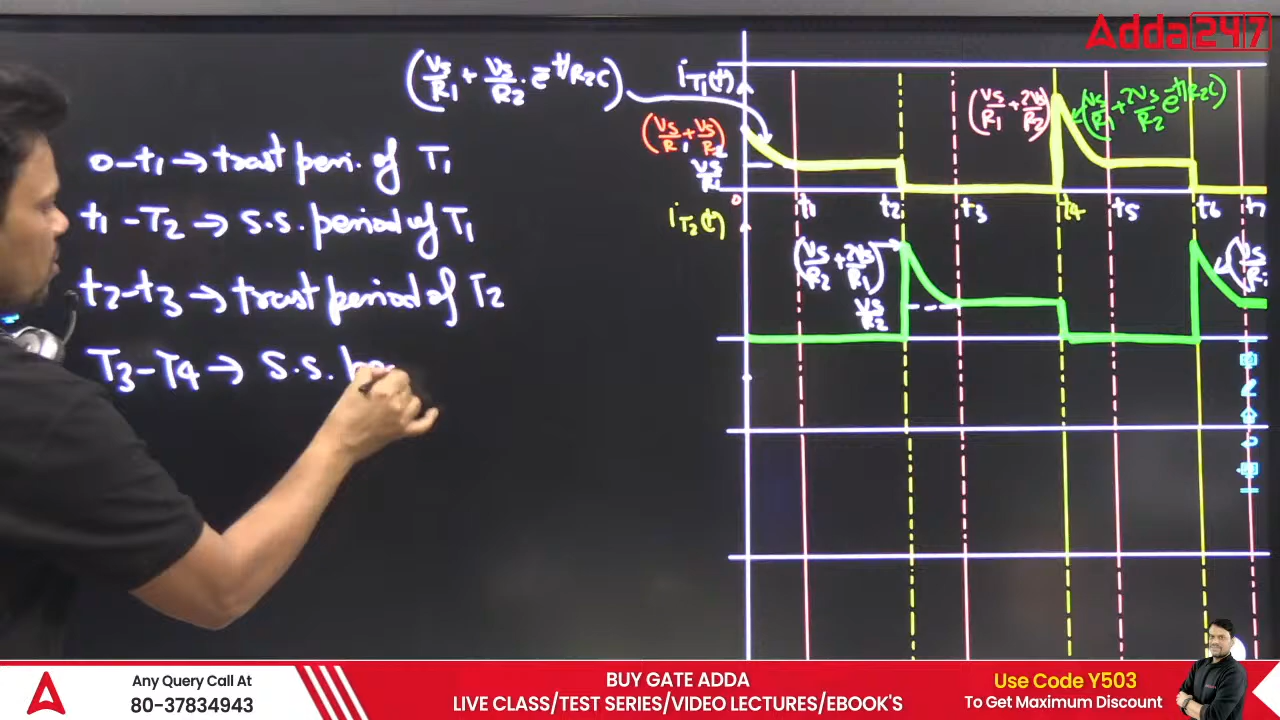 Adda247
(Vs/R1 + Vs/R2 . e^-t/R2C)
0-t1 → trast peri. of T1
t1-T2 → S.S. period of T1
t2-t3 → trast period of T2
T3-T4 → S.S. pe
iT1(t)
(Vs/R1 + Vs/R2)
Vs/R1
(Vs/R1 + 2Vs/R2)
(Vs/R1 + 2Vs/R2 e^-t/R2C)
0 t1 t2 t3 t4 t5 t6 t7
iT2(t)
(Vs/R2 + 2Vs/R1)
Vs/R2
Any Query Call At
80-37834943
BUY GATE ADDA
LIVE CLASS/TEST SERIES/VIDEO LECTURES/EBOOK'S
Use Code Y503
To Get Maximum Discount